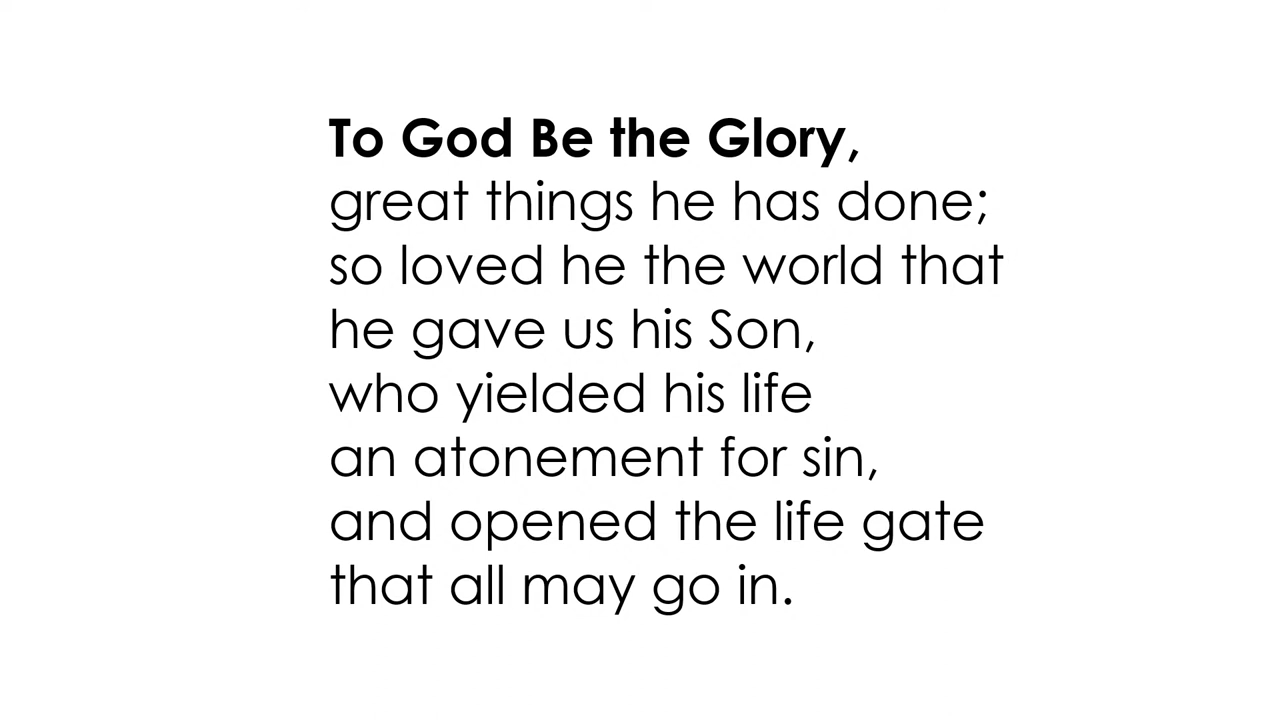 To God Be the Glory,
great things he has done;
so loved he the world that
he gave us his Son,
who yielded his life
an atonement for sin,
and opened the life gate
that all may go in.